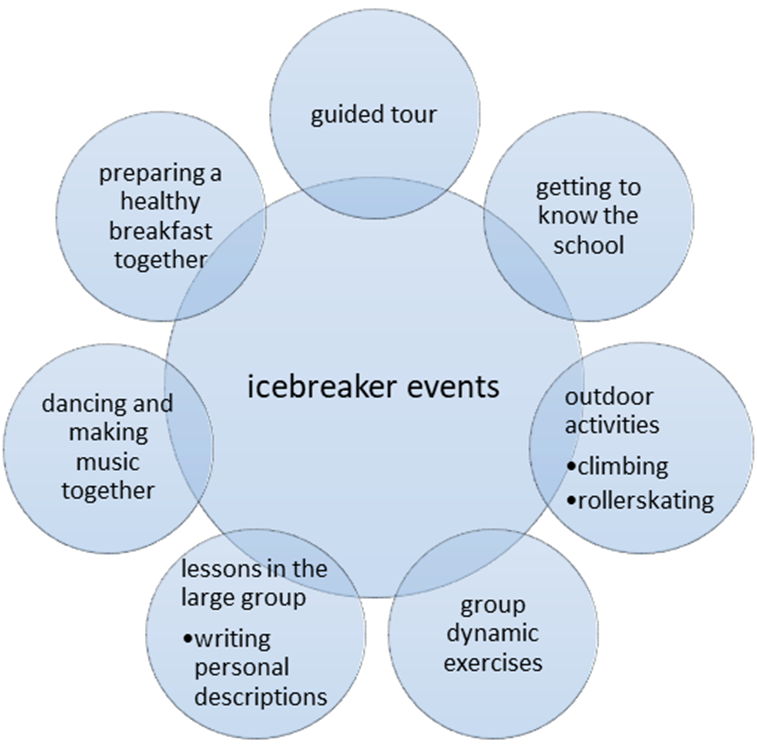 guided tour
getting to
know the
school
outdoor
activities
•climbing
•rollerskating
group
dynamic
exercises
lessons in the
large group
•writing
personal
descriptions
dancing and
making
music
together
preparing a
healthy
breakfast
together
icebreaker events